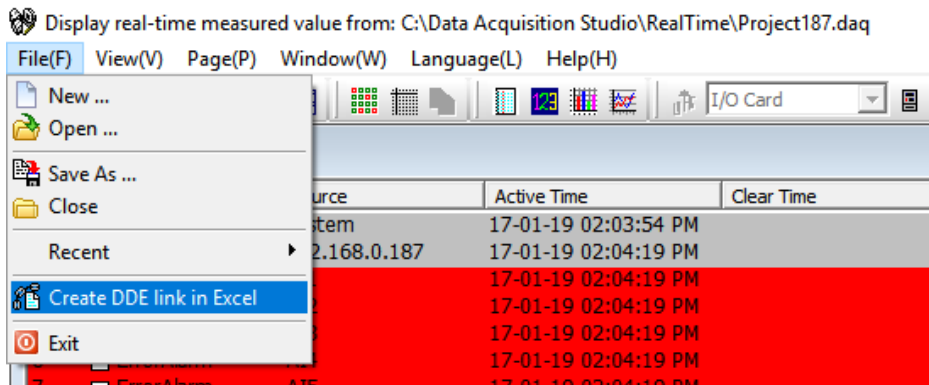 Display real-time measured value from: C:\Data Acquisition Studio\RealTime\Project187.daq
File(F) View(V) Page(P) Window(W) Language(L) Help(H)
New ...
123 I/O Card
Open ...
Save As ...
Close
Active Time Clear Time
17-01-19 02:03:54 PM
Recent 2.168.0.187 17-01-19 02:04:19 PM
17-01-19 02:04:19 PM
Create DDE link in Excel 17-01-19 02:04:19 PM
Exit 17-01-19 02:04:19 PM
17-01-19 02:04:19 PM